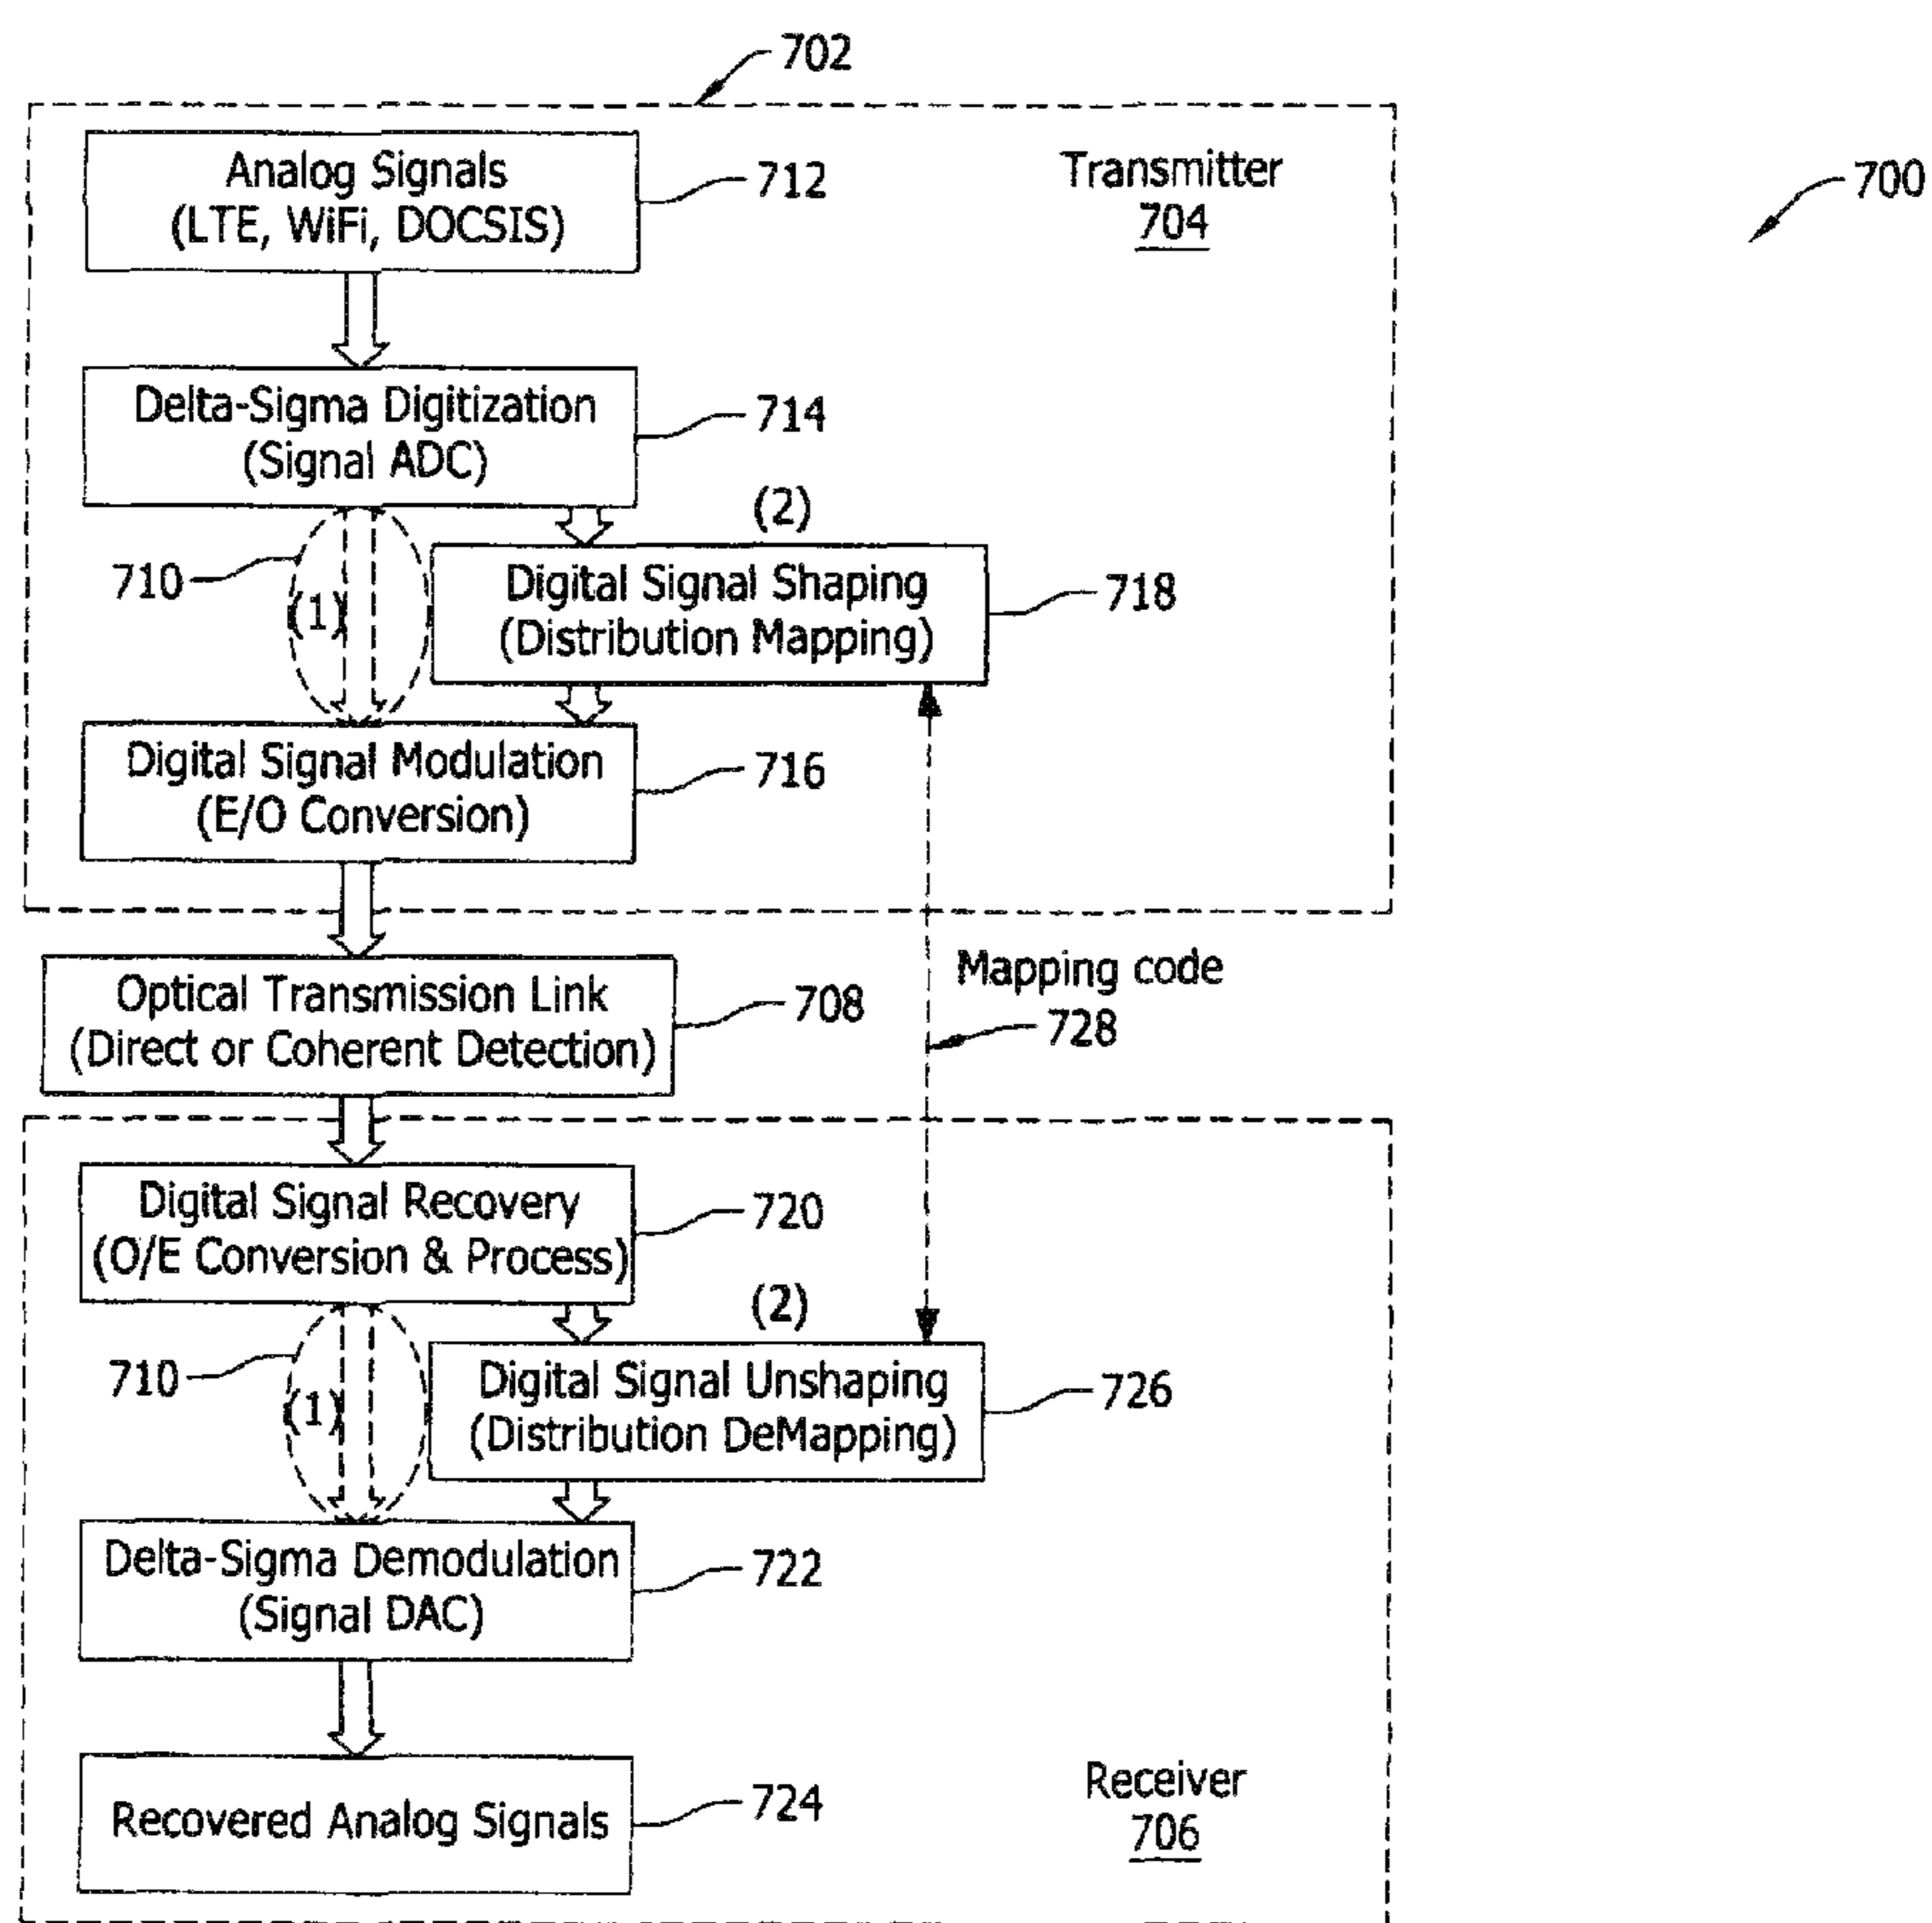 702
Analog Signals
(LTE, WiFi, DOCSIS)
712
Transmitter
704
700
Delta-Sigma Digitization
(Signal ADC)
714
(2)
710
(1)
Digital Signal Shaping
(Distribution Mapping)
718
Digital Signal Modulation
(E/O Conversion)
716
Optical Transmission Link
(Direct or Coherent Detection)
708
Mapping code
728
Digital Signal Recovery
(O/E Conversion & Process)
720
(2)
710
(1)
Digital Signal Unshaping
(Distribution DeMapping)
726
Delta-Sigma Demodulation
(Signal DAC)
722
Recovered Analog Signals
724
Receiver
706